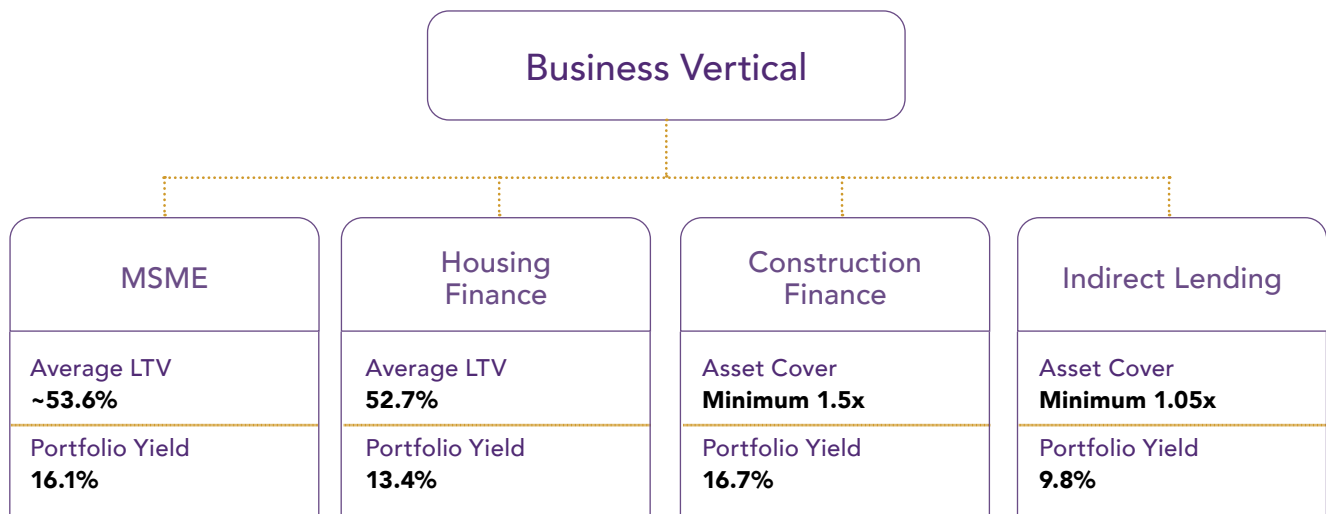 Business Vertical
MSME
Average LTV
~53.6%
Portfolio Yield
16.1%
Housing
Finance
Average LTV
52.7%
Portfolio Yield
13.4%
Construction
Finance
Asset Cover
Minimum 1.5x
Portfolio Yield
16.7%
Indirect Lending
Asset Cover
Minimum 1.05x
Portfolio Yield
9.8%